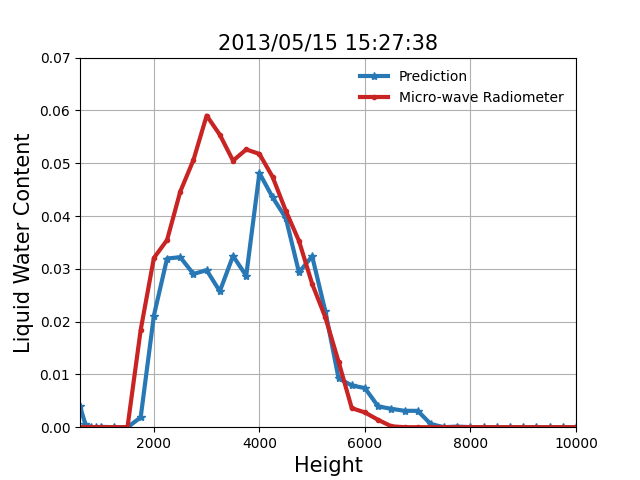 2013/05/15 15:27:38
0.07
0.06
0.05
0.04
0.03
0.02
0.01
0.00
Liquid Water Content
Prediction
Micro-wave Radiometer
2000 4000 6000 8000 10000
Height